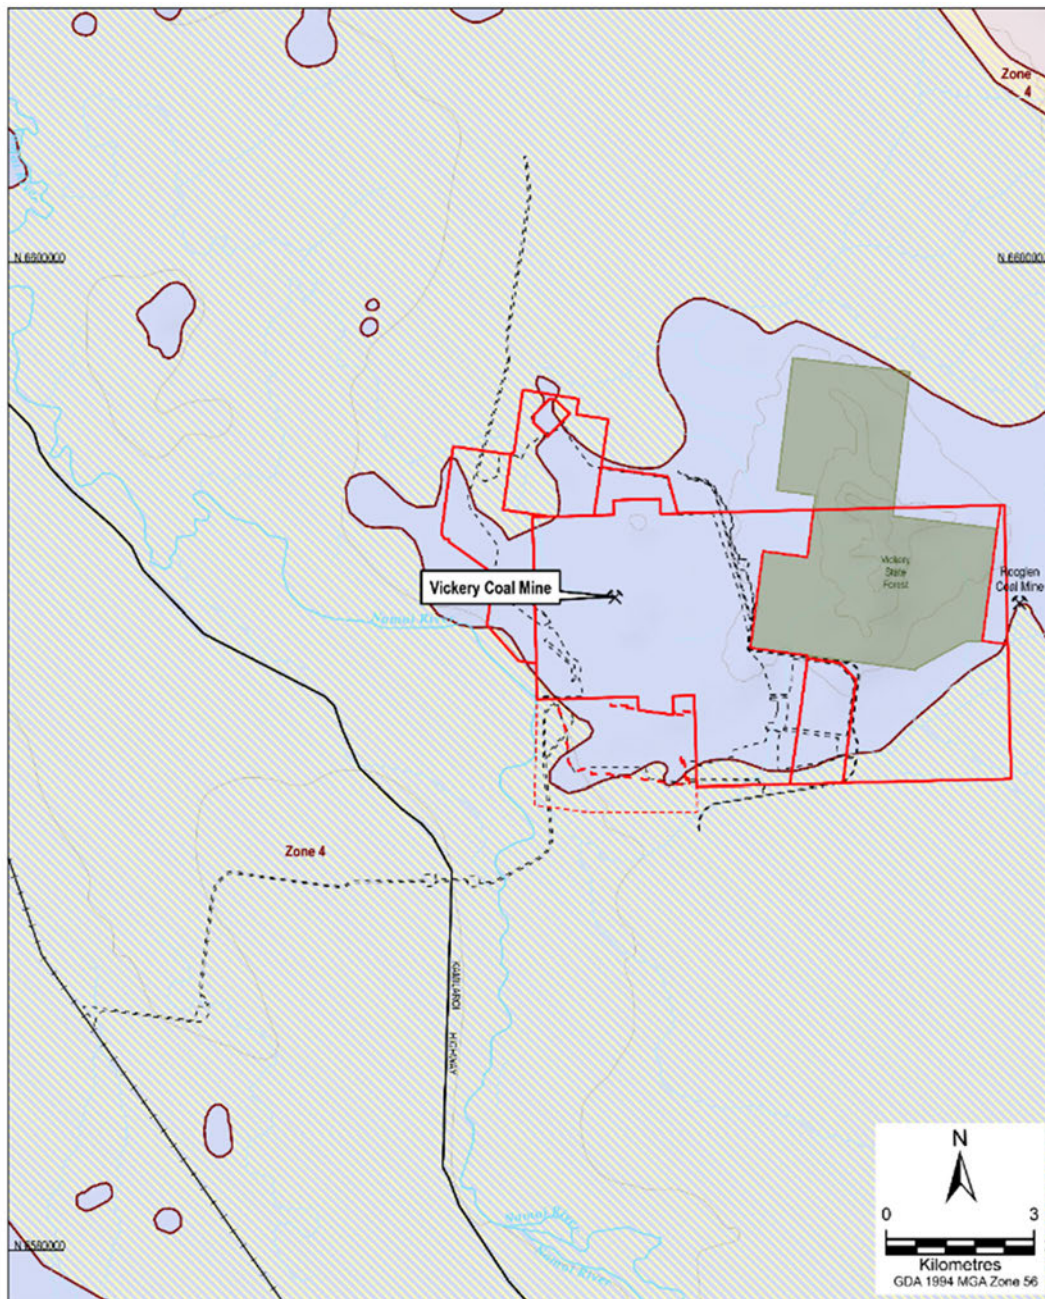 Zone
4
N 6600000
N 6600000
Vickery Coal Mine
Vickery
State
Forest
Rocglen
Coal Mine
Namoi River
Zone 4
KAMILAROI HIGHWAY
Namoi River
Namoi River
N 6580000
N
0 3
Kilometres
GDA 1994 MGA Zone 56